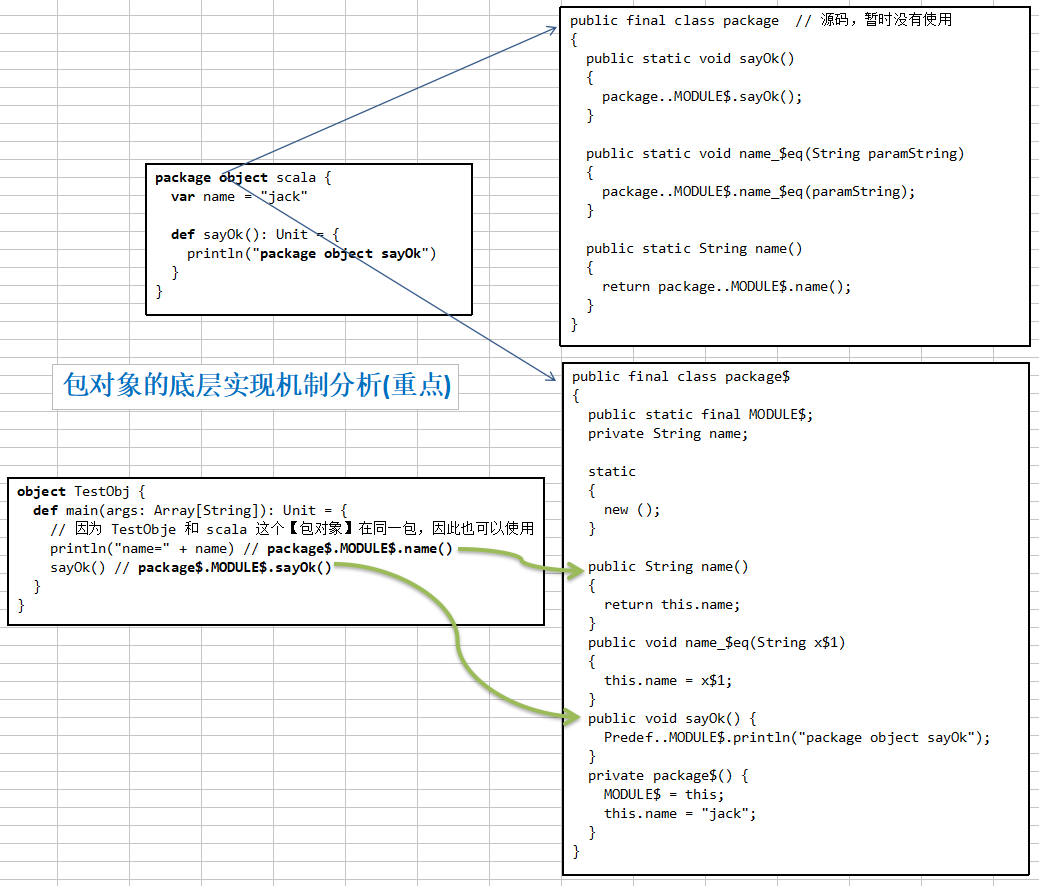 public final class package  // 源码，暂时没有使用
{
  public static void sayOk()
  {
    package..MODULE$.sayOk();
  }

  public static void name_$eq(String paramString)
  {
    package..MODULE$.name_$eq(paramString);
  }

  public static String name()
  {
    return package..MODULE$.name();
  }
}
package object scala {
  var name = "jack"

  def sayOk(): Unit = {
    println("package object sayOk")
  }
}
包对象的底层实现机制分析(重点)
public final class package$
{
  public static final MODULE$;
  private String name;

  static
  {
    new ();
  }

  public String name()
  {
    return this.name;
  }
  public void name_$eq(String x$1)
  {
    this.name = x$1;
  }
  public void sayOk() {
    Predef..MODULE$.println("package object sayOk");
  }
  private package$() {
    MODULE$ = this;
    this.name = "jack";
  }
}
object TestObj {
  def main(args: Array[String]): Unit = {
    // 因为 TestObje 和 scala 这个【包对象】在同一包，因此也可以使用
    println("name=" + name) // package$.MODULE$.name()
    sayOk() // package$.MODULE$.sayOk()
  }
}